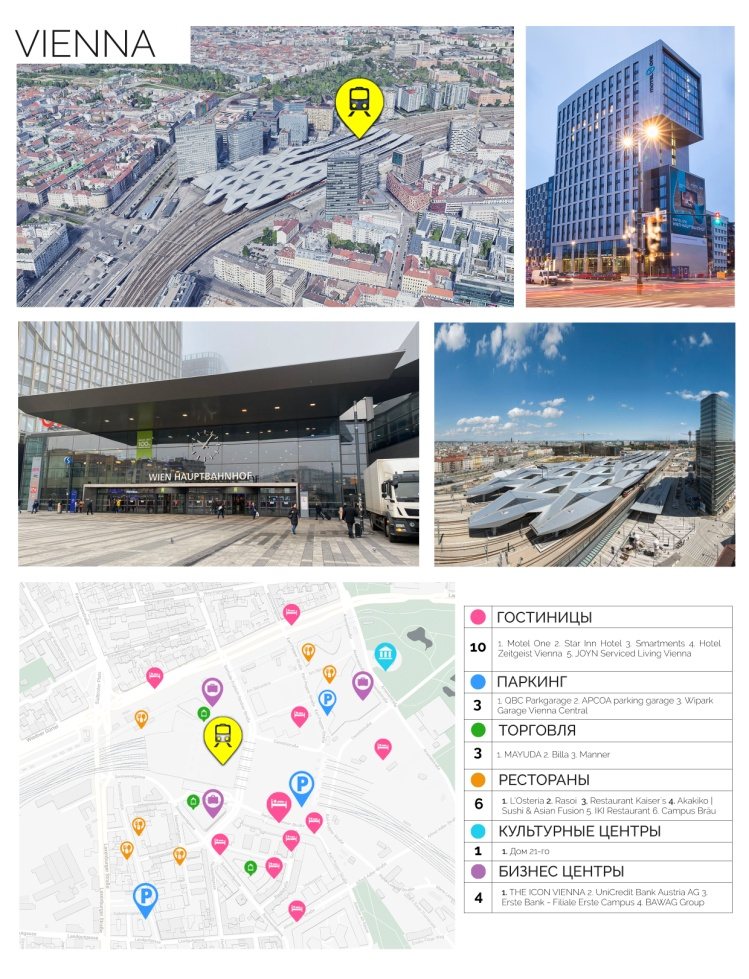 VIENNA
WIEN HAUPTBAHNHOF
ГОСТИНИЦЫ
10
1. Motel One 2. Star Inn Hotel 3. Smartments 4. Hotel
Zeitgeist Vienna 5. JOYN Serviced Living Vienna
ПАРКИНГ
3
1. QBC Parkgarage 2. APCOA parking garage 3. Wipark
Garage Vienna Central
ТОРГОВЛЯ
3
1. MAYUDA 2. Billa 3. Manner
РЕСТОРАНЫ
6
1. L'Osteria 2. Rasoi 3. Restaurant Kaiser's 4. Akakiko |
Sushi & Asian Fusion 5. IKI Restaurant 6. Campus Bräu
КУЛЬТУРНЫЕ ЦЕНТРЫ
1
1. Дом 21-го
БИЗНЕС ЦЕНТРЫ
4
1. THE ICON VIENNA 2. UniCredit Bank Austria AG 3.
Erste Bank - Filiale Erste Campus 4. BAWAG Group